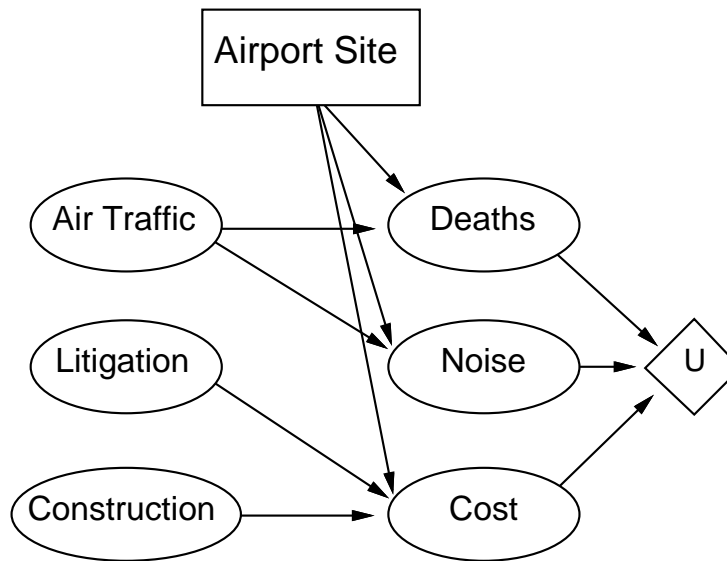 Airport Site
Air Traffic
Deaths
Litigation
Noise
U
Construction
Cost